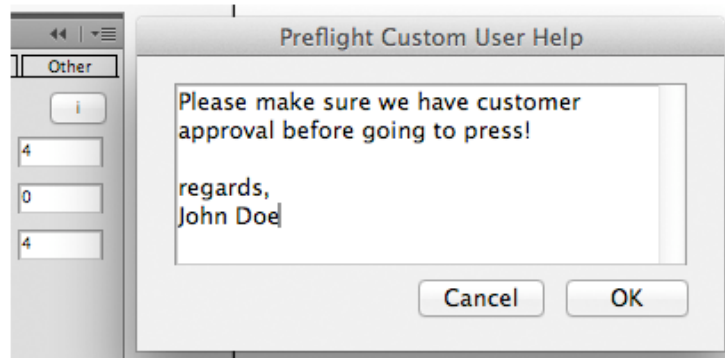 Preflight Custom User Help
Other
i
4
0
4
Please make sure we have customer
approval before going to press!
regards,
John Doe
Cancel
OK